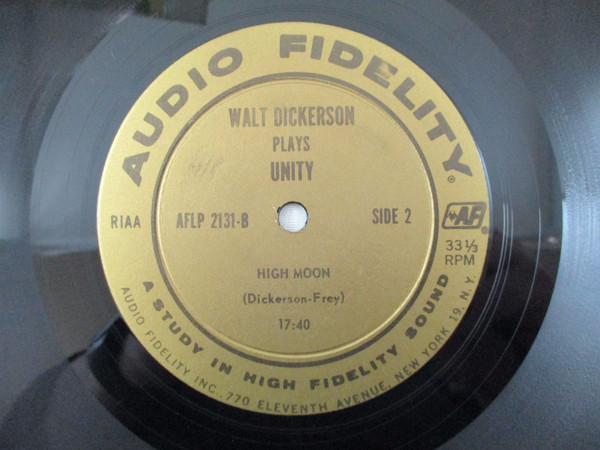 AUDIO FIDELITY®
WALT DICKERSON
PLAYS
UNITY
RIAA
AFLP 2131-B
SIDE 2
AF®
33⅓
RPM
HIGH MOON
(Dickerson-Frey)
17:40
A STUDY IN HIGH FIDELITY SOUND
AUDIO FIDELITY INC., 770 ELEVENTH AVENUE, NEW YORK 19, N.Y.